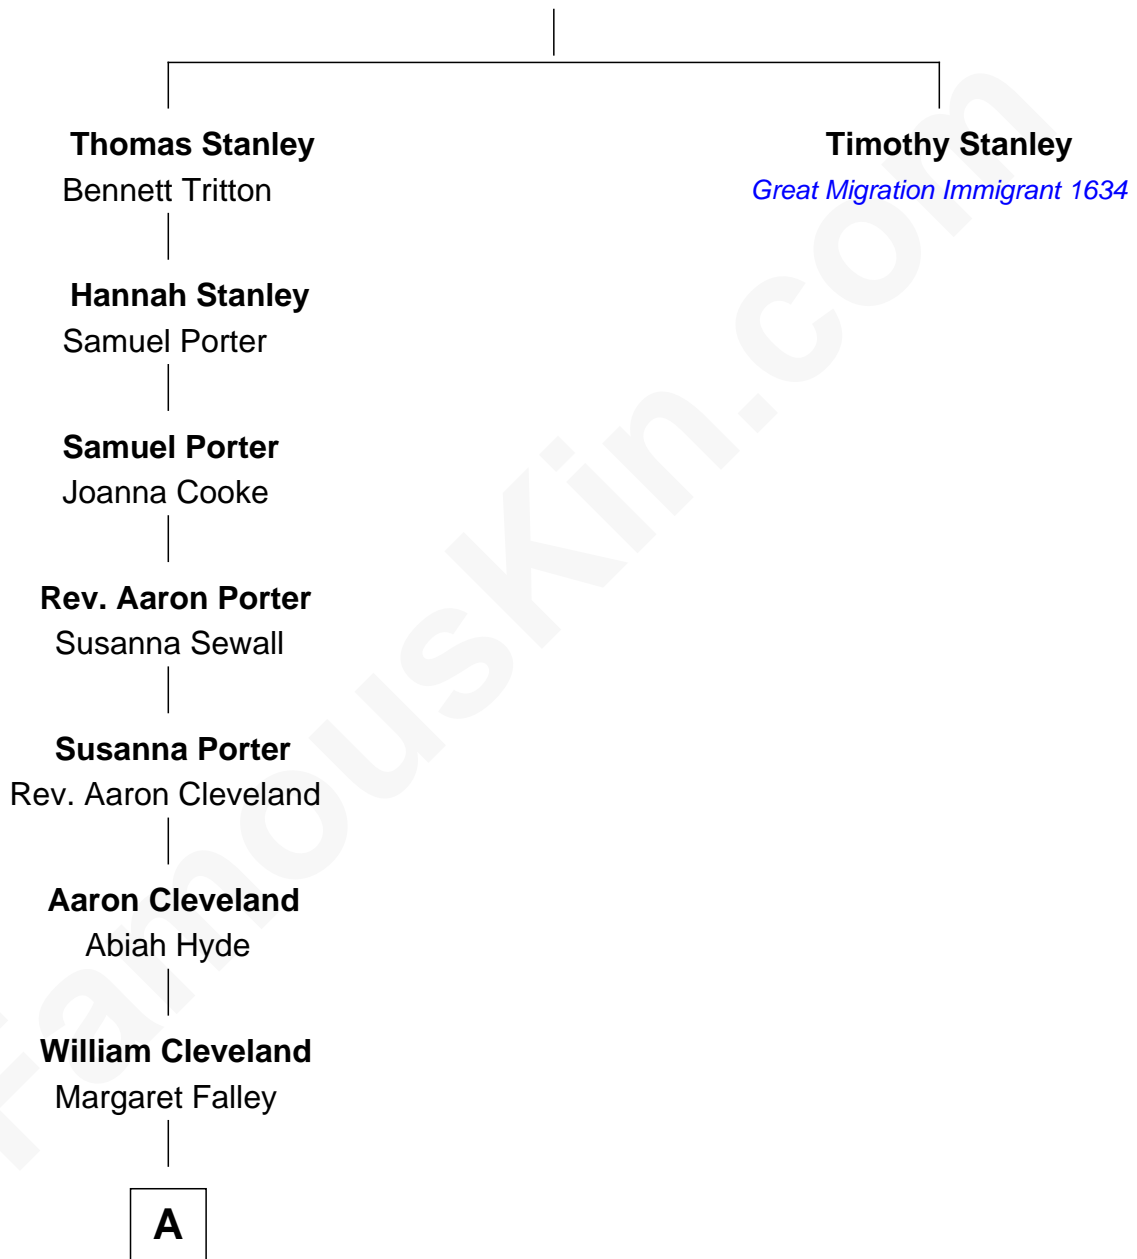 Thomas Stanley
Bennett Tritton
Timothy Stanley
Great Migration Immigrant 1634
Hannah Stanley
Samuel Porter
Samuel Porter
Joanna Cooke
Rev. Aaron Porter
Susanna Sewall
Susanna Porter
Rev. Aaron Cleveland
Aaron Cleveland
Abiah Hyde
William Cleveland
Margaret Falley
A
FamousKin.com